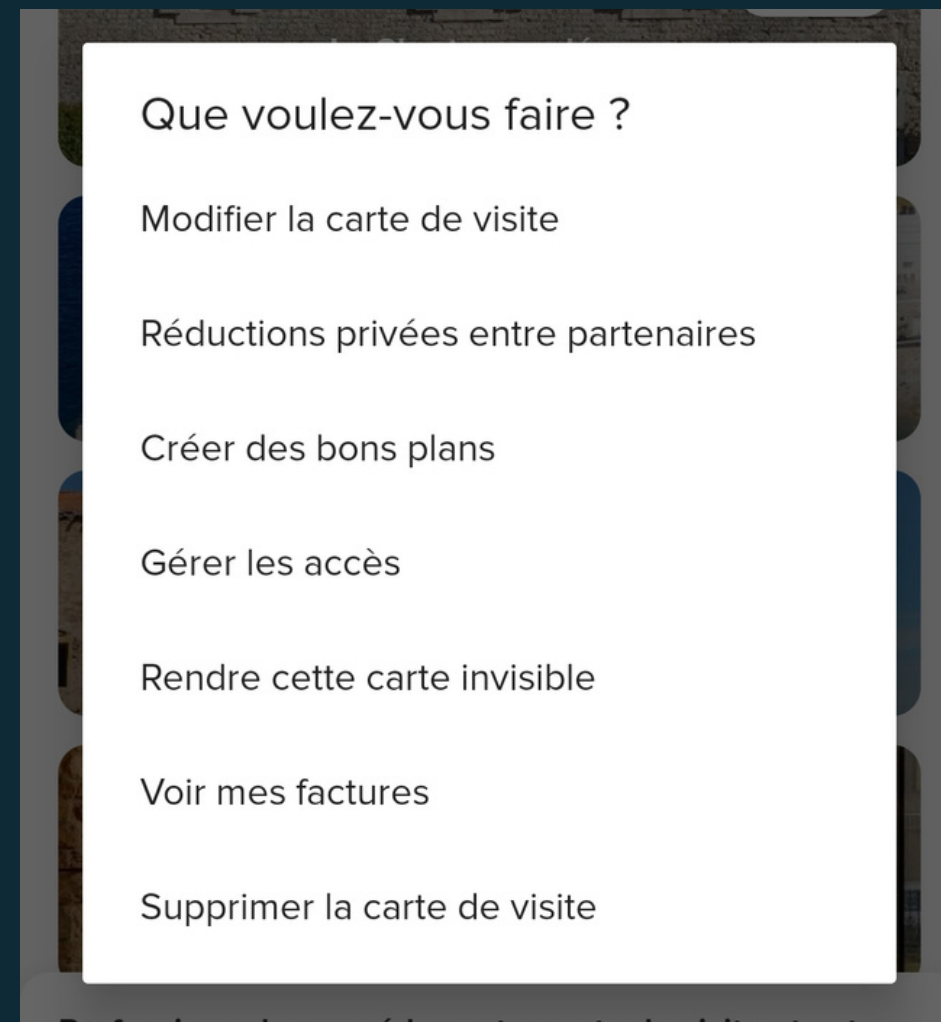 Que voulez-vous faire ?
Modifier la carte de visite
Réductions privées entre partenaires
Créer des bons plans
Gérer les accès
Rendre cette carte invisible
Voir mes factures
Supprimer la carte de visite